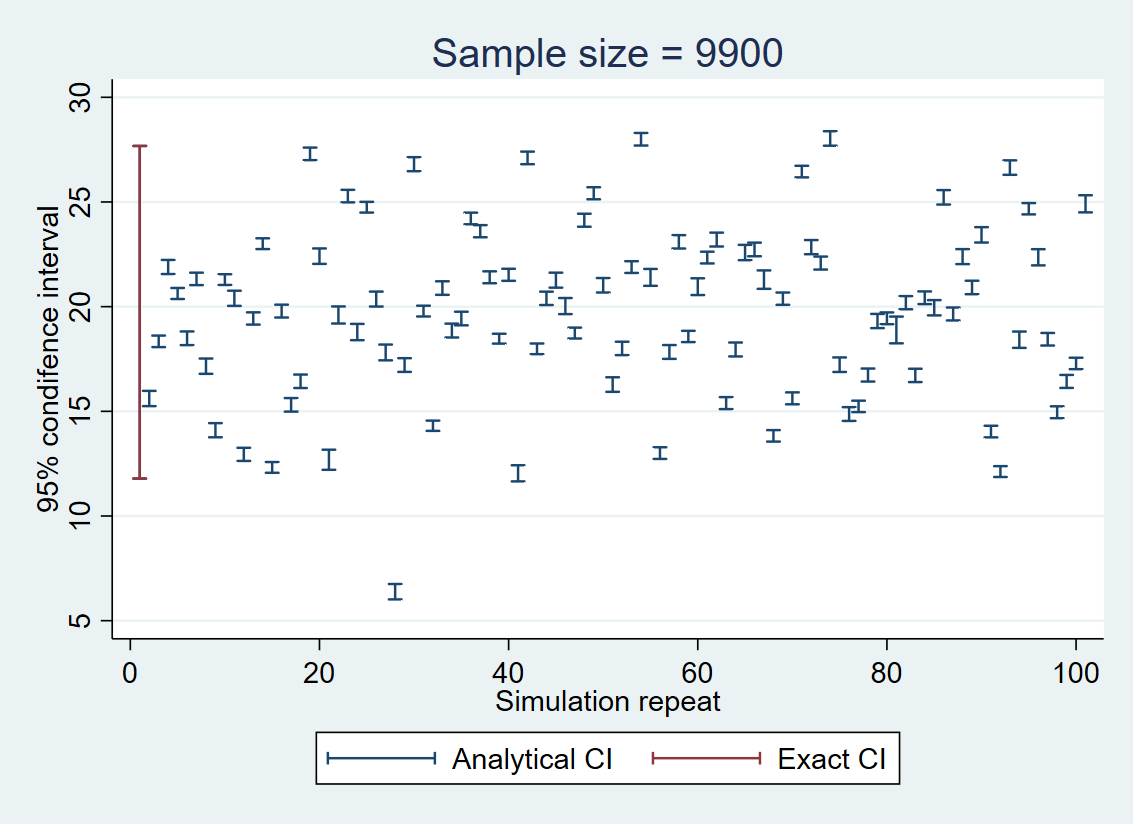 Sample size = 9900
95% condifence interval
30
25
20
15
10
5
0 20 40 60 80 100
Simulation repeat
Analytical CI Exact CI